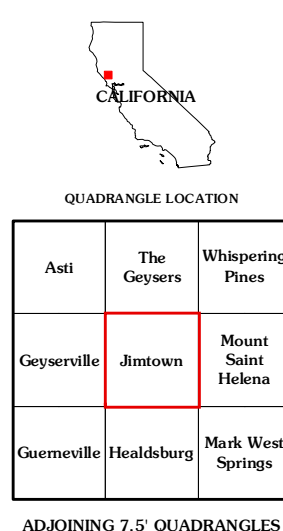 CALIFORNIA
QUADRANGLE LOCATION
Asti
The
Geysers
Whispering
Pines
Geyserville
Jimtown
Mount
Saint
Helena
Guerneville
Healdsburg
Mark West
Springs
ADJOINING 7.5' QUADRANGLES